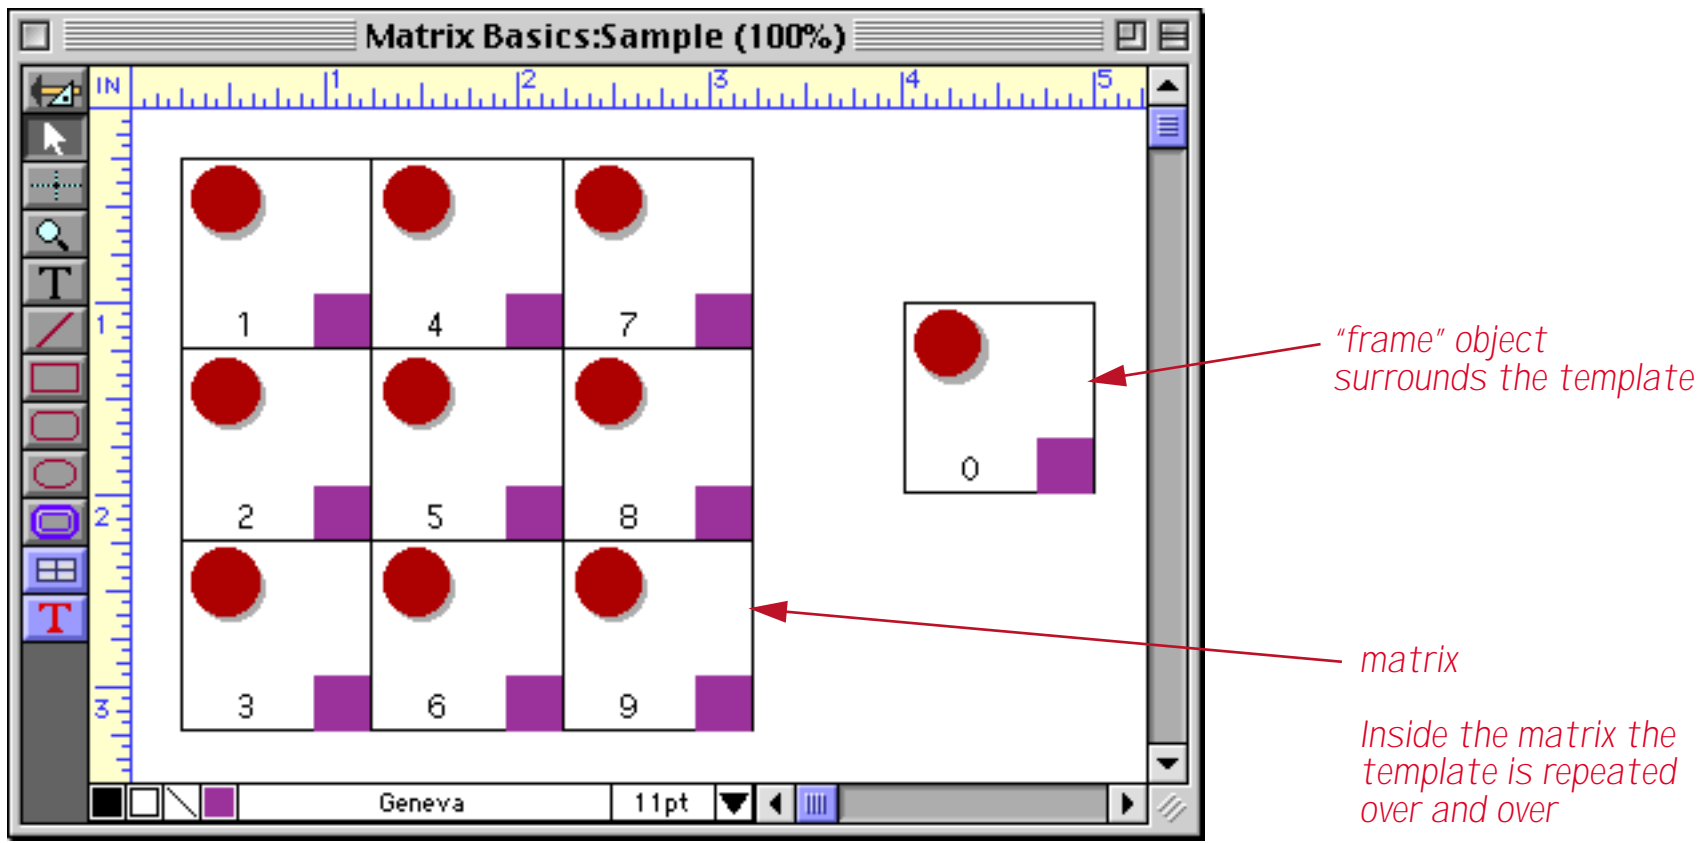 Matrix Basics:Sample (100%)
IN 1 2 3 4 5
T
T
1
2
3
1 4 7
2 5 8
3 6 9
0
Geneva 11pt
“frame” object
surrounds the template
matrix
Inside the matrix the
template is repeated
over and over